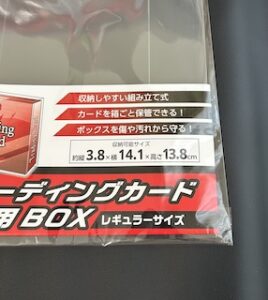 収納しやすい組み立て式
カードを箱ごと保管できる!
ボックスを傷や汚れから守る!
収納可能サイズ
約縦3.8×横14.1×高さ13.8cm
ーディングカード
用BOX レギュラーサイズ